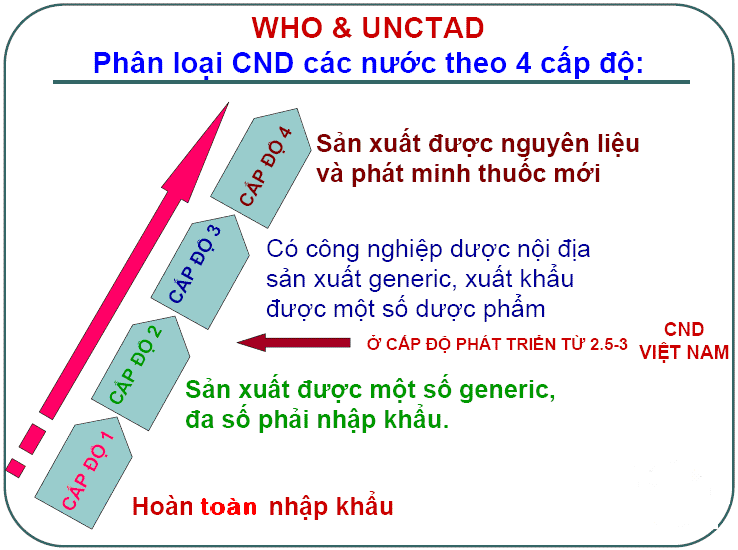 WHO & UNCTAD
Phân loại CND các nước theo 4 cấp độ:
CẤP ĐỘ 4
Sản xuất được nguyên liệu
và phát minh thuốc mới
CẤP ĐỘ 3
Có công nghiệp dược nội địa
sản xuất generic, xuất khẩu
được một số dược phẩm
Ở CẤP ĐỘ PHÁT TRIỂN TỪ 2.5-3
CND
VIỆT NAM
CẤP ĐỘ 2
Sản xuất được một số generic,
đa số phải nhập khẩu.
CẤP ĐỘ 1
Hoàn toàn nhập khẩu